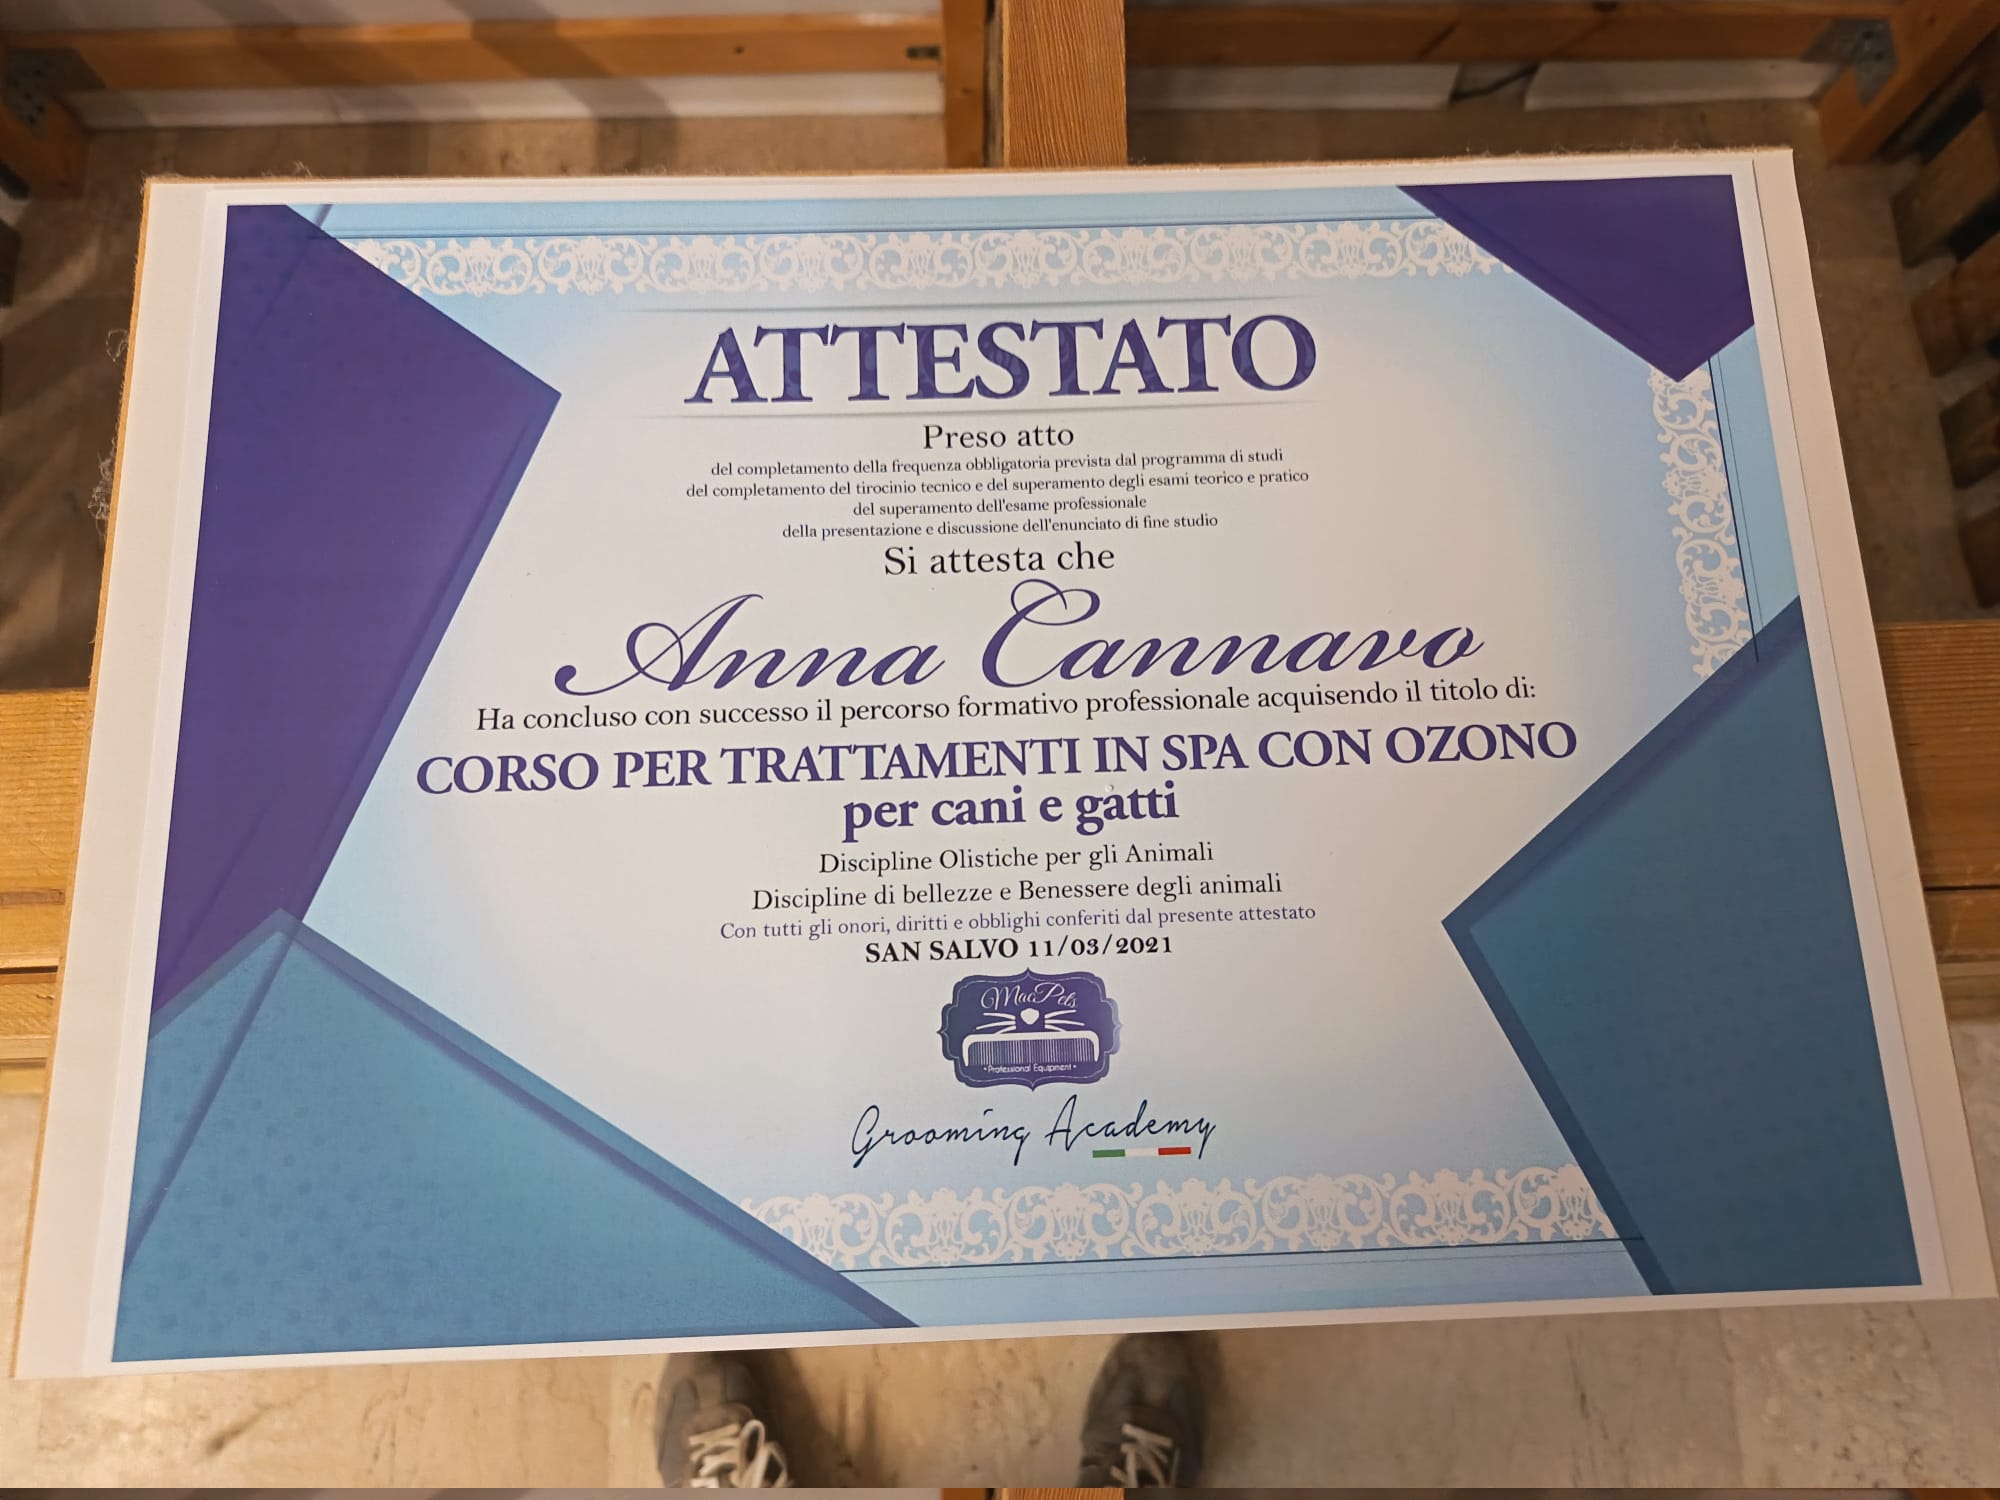 ATTESTATO
Preso atto
del completamento della frequenza obbligatoria prevista dal programma di studi
del completamento del tirocinio tecnico e del superamento degli esami teorico e pratico
del superamento dell'esame professionale
della presentazione e discussione dell'enunciato di fine studio
Si attesta che
Anna Cannavo
Ha concluso con successo il percorso formativo professionale acquisendo il titolo di:
CORSO PER TRATTAMENTI IN SPA CON OZONO
per cani e gatti
Discipline Olistiche per gli Animali
Discipline di bellezze e Benessere degli animali
Con tutti gli onori, diritti e obblighi conferiti dal presente attestato
SAN SALVO 11/03/2021
MacPets
• Professional Equipment •
Grooming Academy